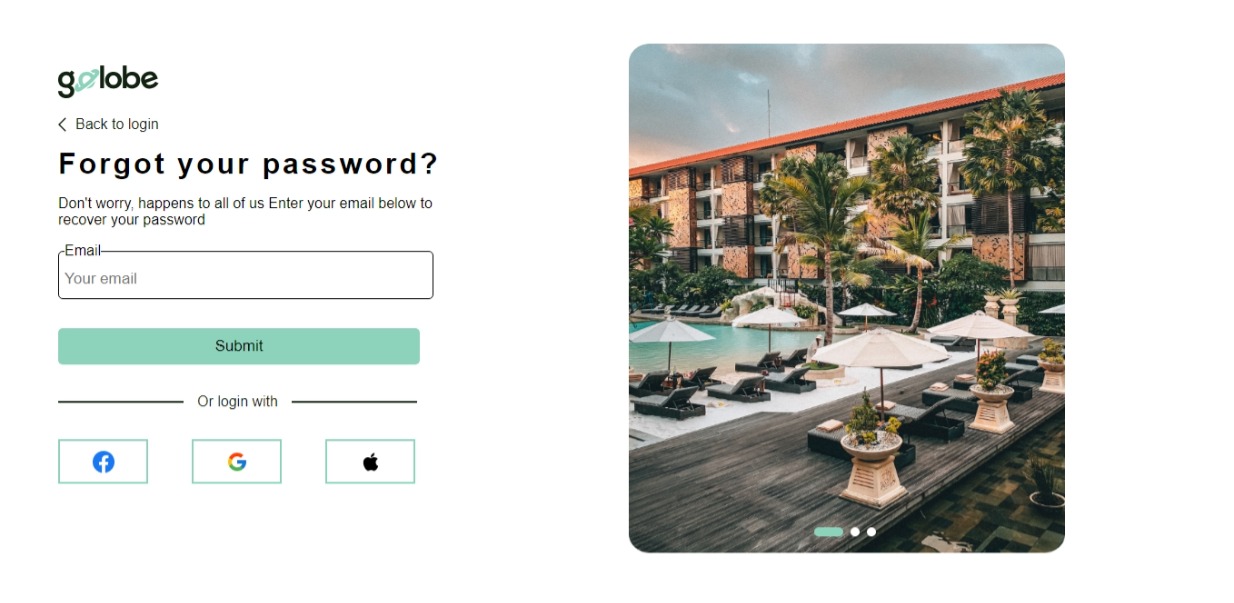 golobe
Back to login
Forgot your password?
Don't worry, happens to all of us Enter your email below to
recover your password
Email
Your email
Submit
Or login with